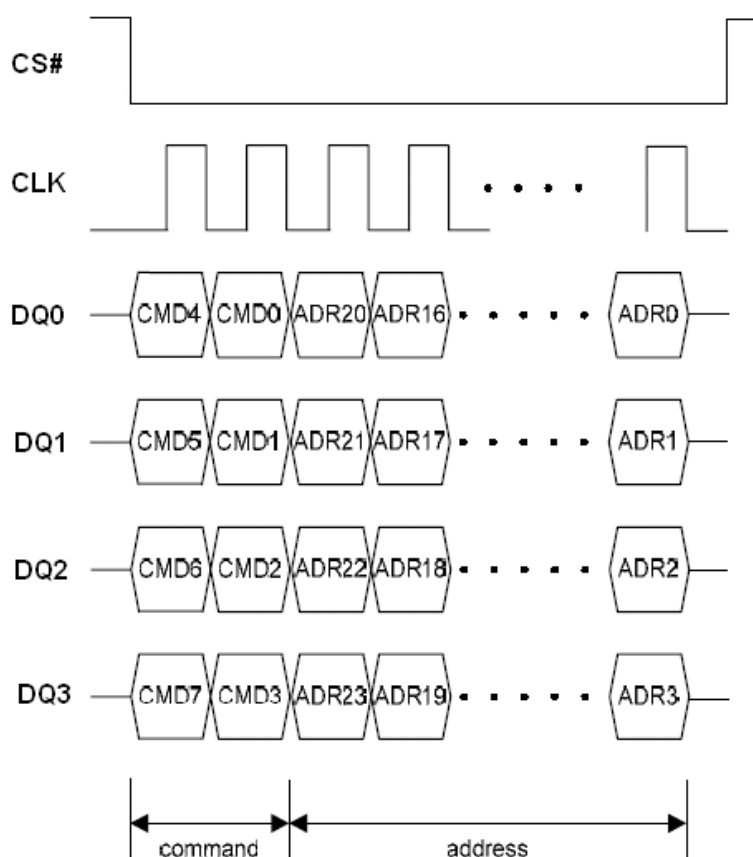 CS#
CLK
DQ0 CMD4 CMD0 ADR20 ADR16 ADR0
DQ1 CMD5 CMD1 ADR21 ADR17 ADR1
DQ2 CMD6 CMD2 ADR22 ADR18 ADR2
DQ3 CMD7 CMD3 ADR23 ADR19 ADR3
command address